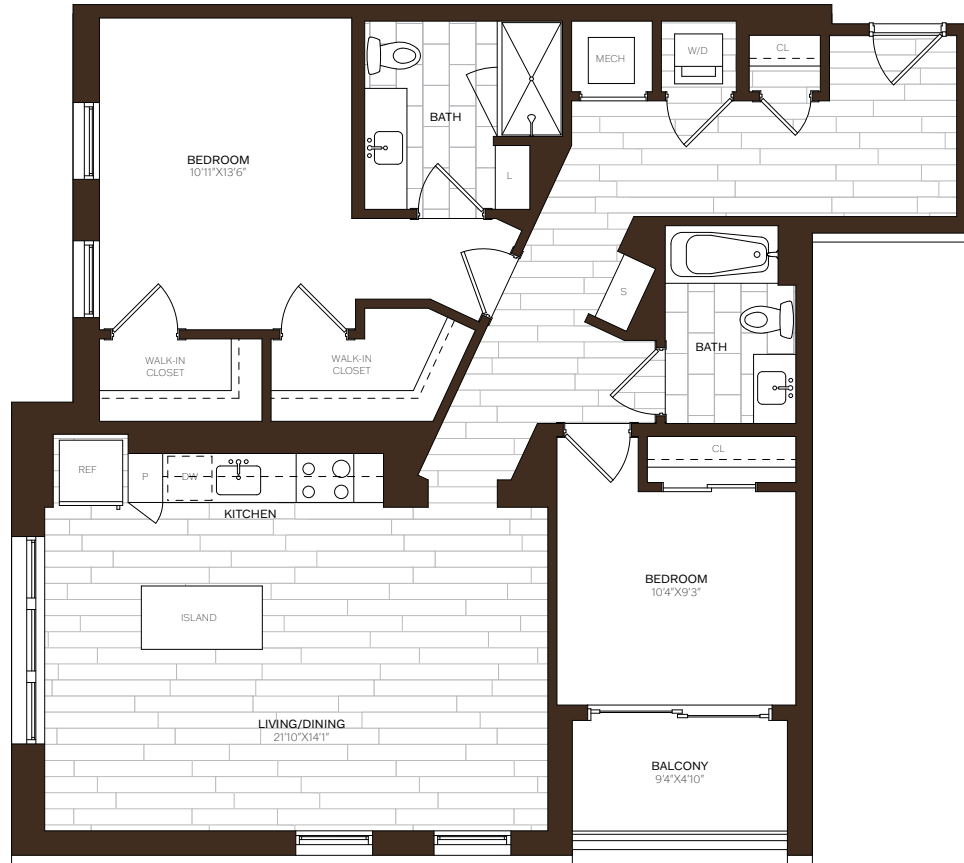 MECH
W/D
CL
BATH
BEDROOM
10'11"X13'6"
L
S
BATH
WALK-IN
CLOSET
WALK-IN
CLOSET
REF
P
DW
KITCHEN
CL
BEDROOM
10'4"X9'3"
ISLAND
LIVING/DINING
21'10"X14'1"
BALCONY
9'4"X4'10"